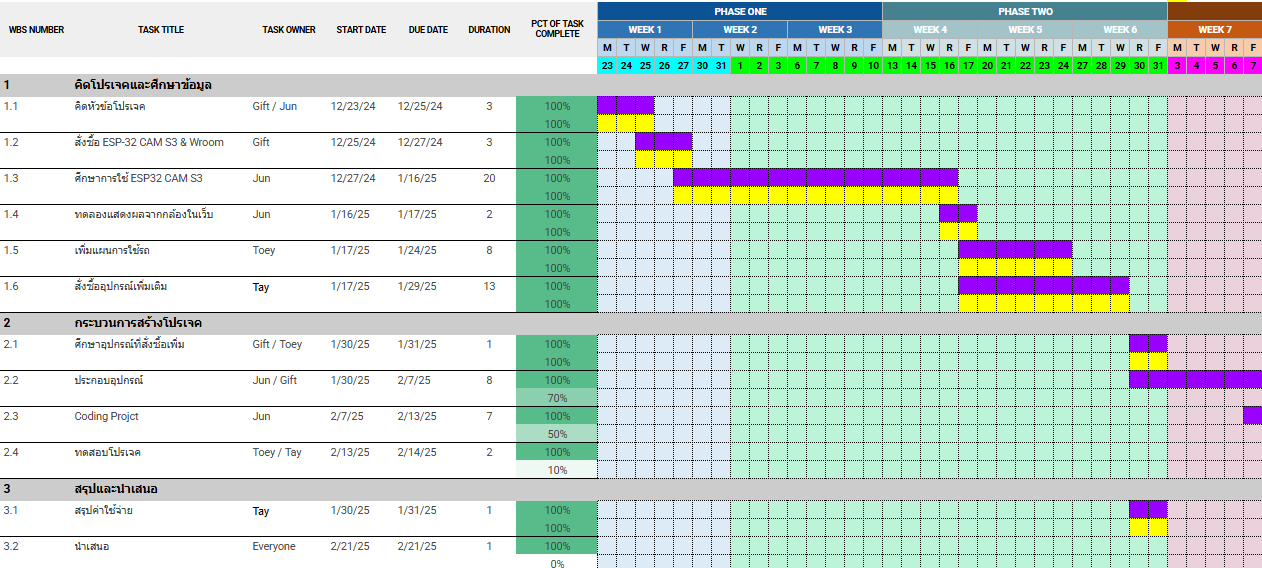 PHASE ONE PHASE TWO
WBS NUMBER TASK TITLE TASK OWNER START DATE DUE DATE DURATION PCT OF TASK COMPLETE WEEK 1 WEEK 2 WEEK 3 WEEK 4 WEEK 5 WEEK 6 WEEK 7
M T W R F M T W R F M T W R F M T W R F M T W R F M T W R F M T W R F
23 24 25 26 27 30 31 1 2 3 6 7 8 9 10 13 14 15 16 17 20 21 22 23 24 27 28 29 30 31 3 4 5 6 7
1 คิดโปรเจคและศึกษาข้อมูล
1.1 คิดหัวข้อโปรเจค Gift / Jun 12/23/24 12/25/24 3 100%
100%
1.2 สั่งซื้อ ESP-32 CAM S3 & Wroom Gift 12/25/24 12/27/24 3 100%
100%
1.3 ศึกษาการใช้ ESP32 CAM S3 Jun 12/27/24 1/16/25 20 100%
100%
1.4 ทดลองแสดงผลจากกล้องในเว็บ Jun 1/16/25 1/17/25 2 100%
100%
1.5 เพิ่มแผนการใช้รถ Toey 1/17/25 1/24/25 8 100%
100%
1.6 สั่งซื้ออุปกรณ์เพิ่มเติม Tay 1/17/25 1/29/25 13 100%
100%
2 กระบวนการสร้างโปรเจค
2.1 ศึกษาอุปกรณ์ที่สั่งซื้อเพิ่ม Gift / Toey 1/30/25 1/31/25 1 100%
100%
2.2 ประกอบอุปกรณ์ Jun / Gift 1/30/25 2/7/25 8 100%
70%
2.3 Coding Projct Jun 2/7/25 2/13/25 7 100%
50%
2.4 ทดสอบโปรเจค Toey / Tay 2/13/25 2/14/25 2 100%
10%
3 สรุปและนำเสนอ
3.1 สรุปค่าใช้จ่าย Tay 1/30/25 1/31/25 1 100%
100%
3.2 นำเสนอ Everyone 2/21/25 2/21/25 1 100%
0%